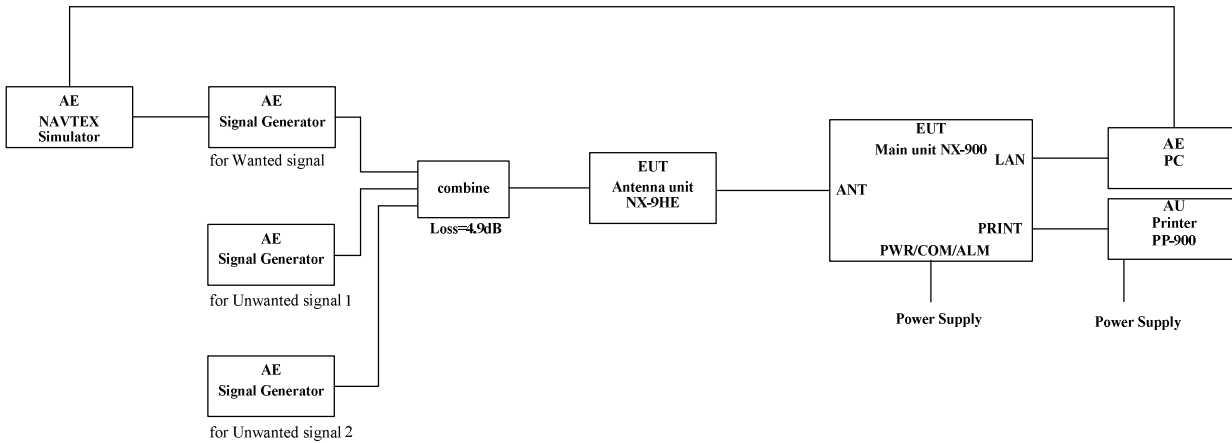 AE
NAVTEX
Simulator
AE
Signal Generator
for Wanted signal
AE
Signal Generator
for Unwanted signal 1
AE
Signal Generator
for Unwanted signal 2
combine
Loss=4.9dB
EUT
Antenna unit
NX-9HE
EUT
Main unit NX-900
LAN
ANT
PRINT
PWR/COM/ALM
Power Supply
AE
PC
AU
Printer
PP-900
Power Supply